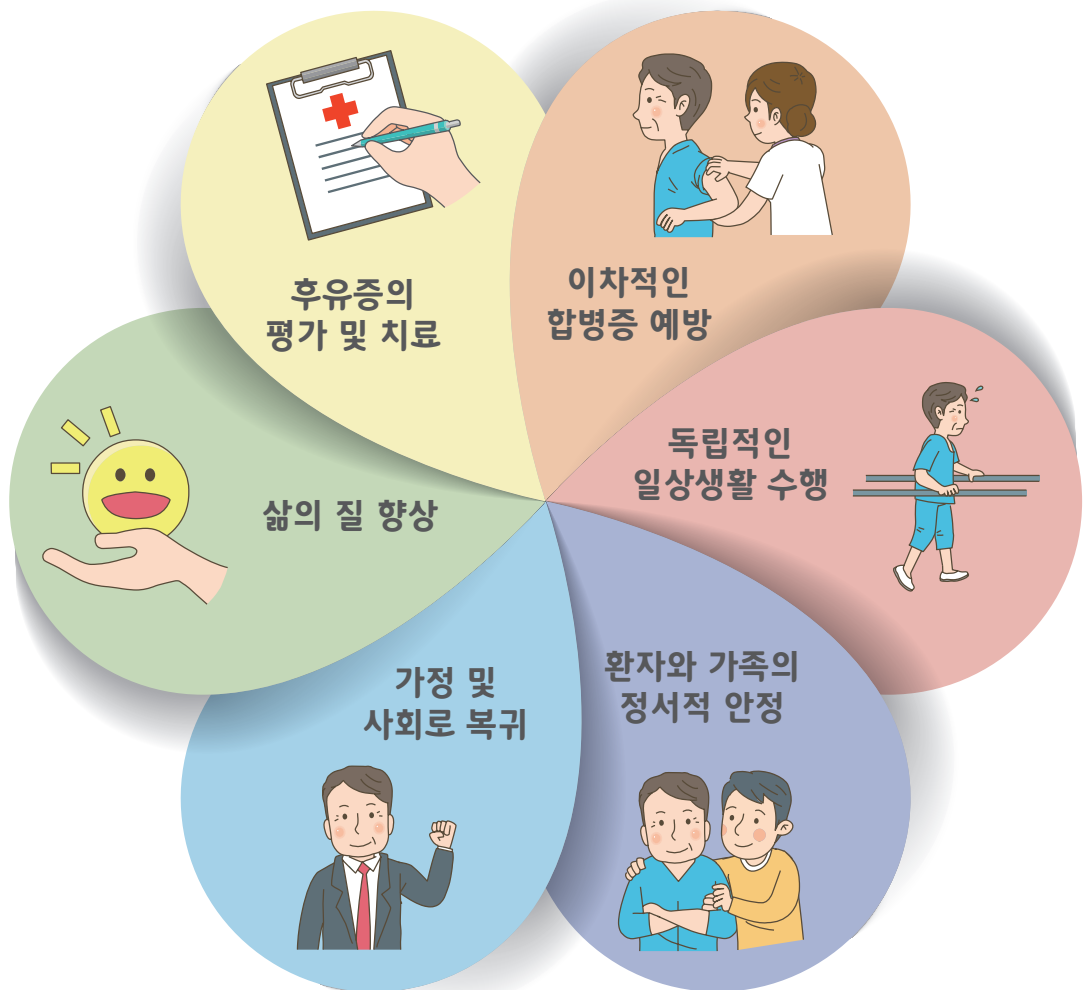 후유증의
평가 및 치료
이차적인
합병증 예방
독립적인
일상생활 수행
환자와 가족의
정서적 안정
가정 및
사회로 복귀
삶의 질 향상